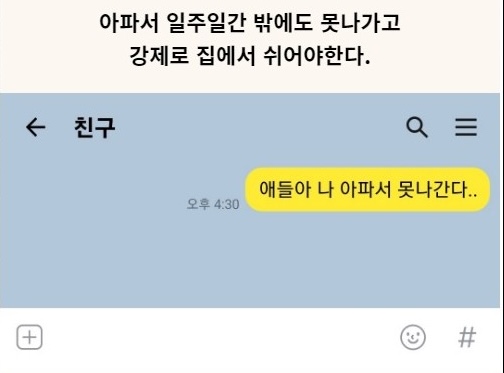 아파서 일주일간 밖에도 못나가고
강제로 집에서 쉬어야한다.
친구
애들아 나 아파서 못나간다..
오후 4:30
#